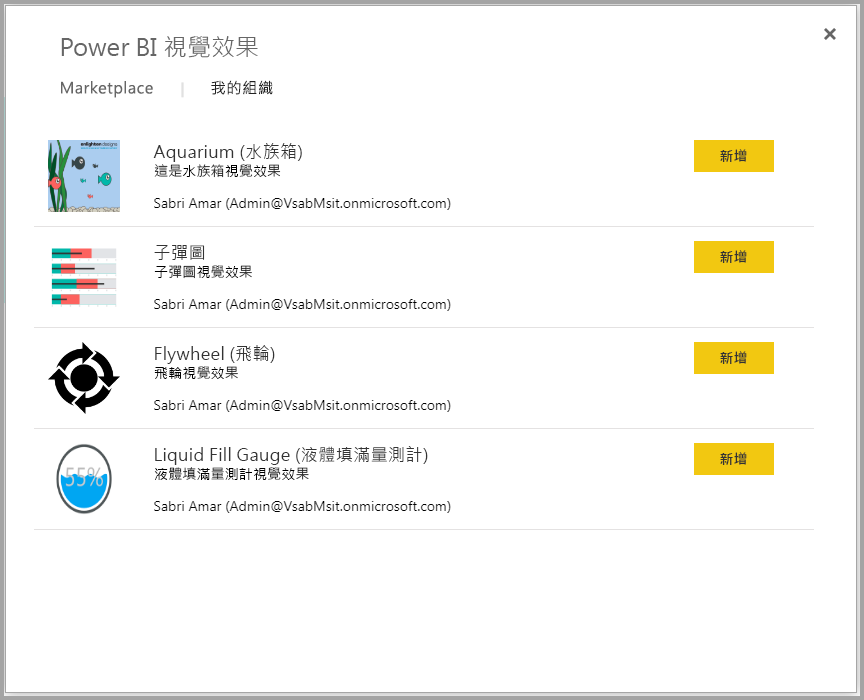 Power BI 視覺效果
Marketplace | 我的組織
enlighten designs
Aquarium (水族箱)
新增
這是水族箱視覺效果
Sabri Amar (Admin@VsabMsit.onmicrosoft.com)
子彈圖
新增
子彈圖視覺效果
Sabri Amar (Admin@VsabMsit.onmicrosoft.com)
Flywheel (飛輪)
新增
飛輪視覺效果
Sabri Amar (Admin@VsabMsit.onmicrosoft.com)
Liquid Fill Gauge (液體填滿量測計)
新增
55%
液體填滿量測計視覺效果
Sabri Amar (Admin@VsabMsit.onmicrosoft.com)